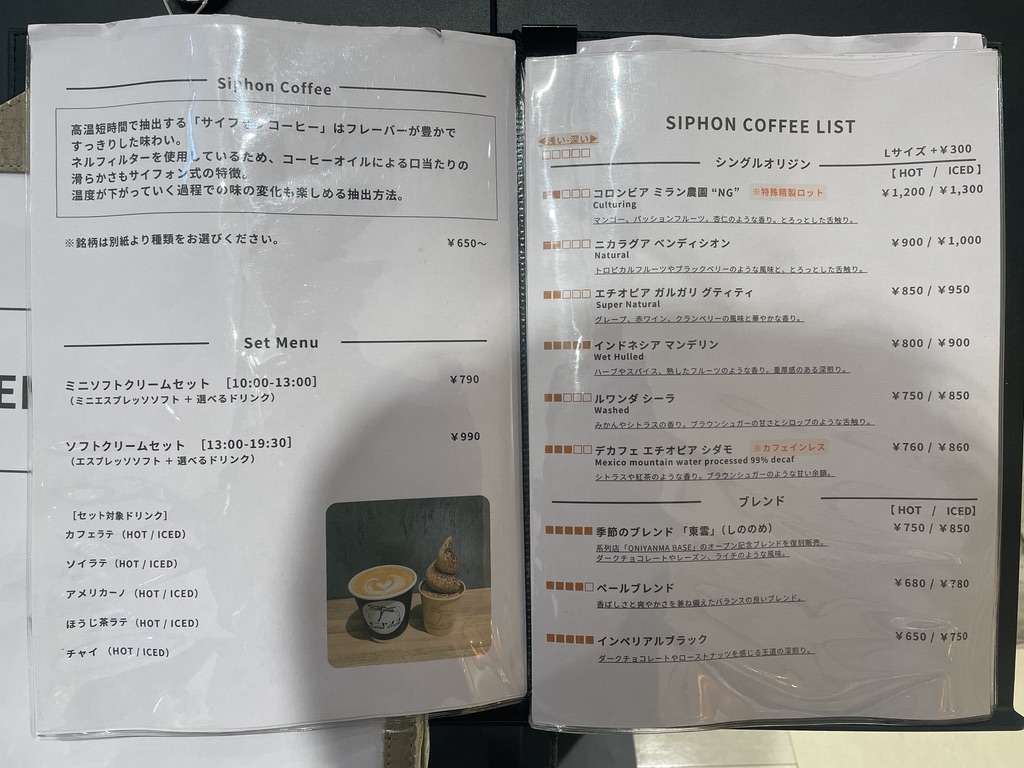 Siphon Coffee
高温短時間で抽出する「サイフォンコーヒー」はフレーバーが豊かで
すっきりした味わい。
ネルフィルターを使用しているため、コーヒーオイルによる口当たりの
滑らかさもサイフォン式の特徴。
温度が下がっていく過程での味の変化も楽しめる抽出方法。
※銘柄は別紙より種類をお選びください。 ¥650〜
Set Menu
ミニソフトクリームセット [10:00-13:00] ¥790
（ミニエスプレッソソフト + 選べるドリンク）
ソフトクリームセット [13:00-19:30] ¥990
（エスプレッソソフト + 選べるドリンク）
[セット対象ドリンク]
カフェラテ（HOT / ICED）
ソイラテ（HOT / ICED）
アメリカーノ（HOT / ICED）
ほうじ茶ラテ（HOT / ICED）
チャイ（HOT / ICED）
SIPHON COFFEE LIST
◀浅い-深い▶
シングルオリジン Lサイズ +¥300
[ HOT / ICED ]
コロンビア ミラン農園 “NG” ※特殊精製ロット ¥1,200 / ¥1,300
Culturing
マンゴー、パッションフルーツ、杏仁のような香り。とろっとした舌触り。
ニカラグア ベンディシオン ¥900 / ¥1,000
Natural
トロピカルフルーツやブラックベリーのような風味と、とろっとした舌触り。
エチオピア ガルガリ グティティ ¥850 / ¥950
Super Natural
グレープ、赤ワイン、クランベリーの風味と華やかな香り。
インドネシア マンデリン ¥800 / ¥900
Wet Hulled
ハーブやスパイス、熟したフルーツのような香り。重厚感のある深煎り。
ルワンダ シーラ ¥750 / ¥850
Washed
みかんやシトラスの香り。ブラウンシュガーの甘さとシロップのような舌触り。
デカフェ エチオピア シダモ ※カフェインレス ¥760 / ¥860
Mexico mountain water processed 99% decaf
シトラスや紅茶のような香り。ブラウンシュガーのような甘い余韻。
ブレンド [ HOT / ICED]
季節のブレンド 「東雲」（しののめ） ¥750 / ¥850
系列店「ONIYANMA BASE」のオープン記念ブレンドを復刻販売。
ダークチョコレートやレーズン、ライチのような風味。
ペールブレンド ¥680 / ¥780
香ばしさと爽やかさを兼ね備えたバランスの良いブレンド。
インペリアルブラック ¥650 / ¥750
ダークチョコレートやローストナッツを感じる王道の深煎り。